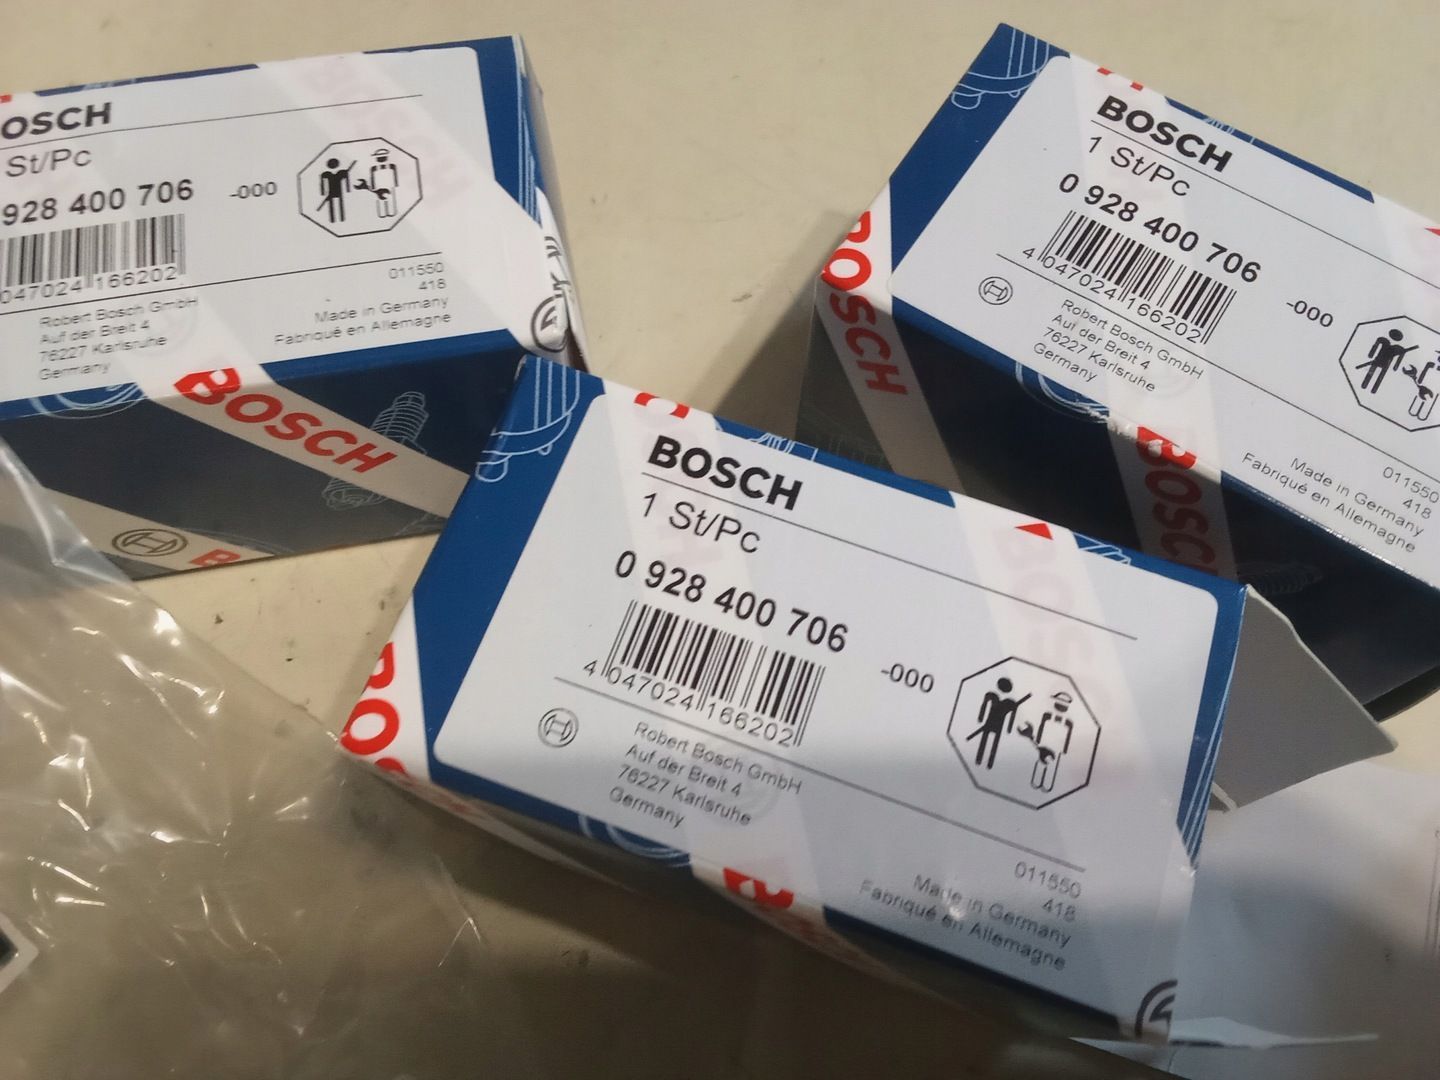 OSCH
St/Pc
928 400 706
-000
047024 166202
011550
418
Made in Germany
Fabriqué en Allemagne
Robert Bosch GmbH
Auf der Breit 4
76227 Karlsruhe
Germany
BOSCH
BOSCH
1 St/Pc
0 928 400 706
-000
4 047024 166202
Robert Bosch GmbH
Auf der Breit 4
76227 Karlsruhe
Germany
011550
418
Made in Germany
Fabriqué en Allemagne
BOSCH
BOSC
BOSCH
1 St/Pc
0 928 400 706
-000
4 047024 166202
Robert Bosch GmbH
Auf der Breit 4
76227 Karlsruhe
Germany
011550
418
Made in Germany
Fabriqué en Allemagne